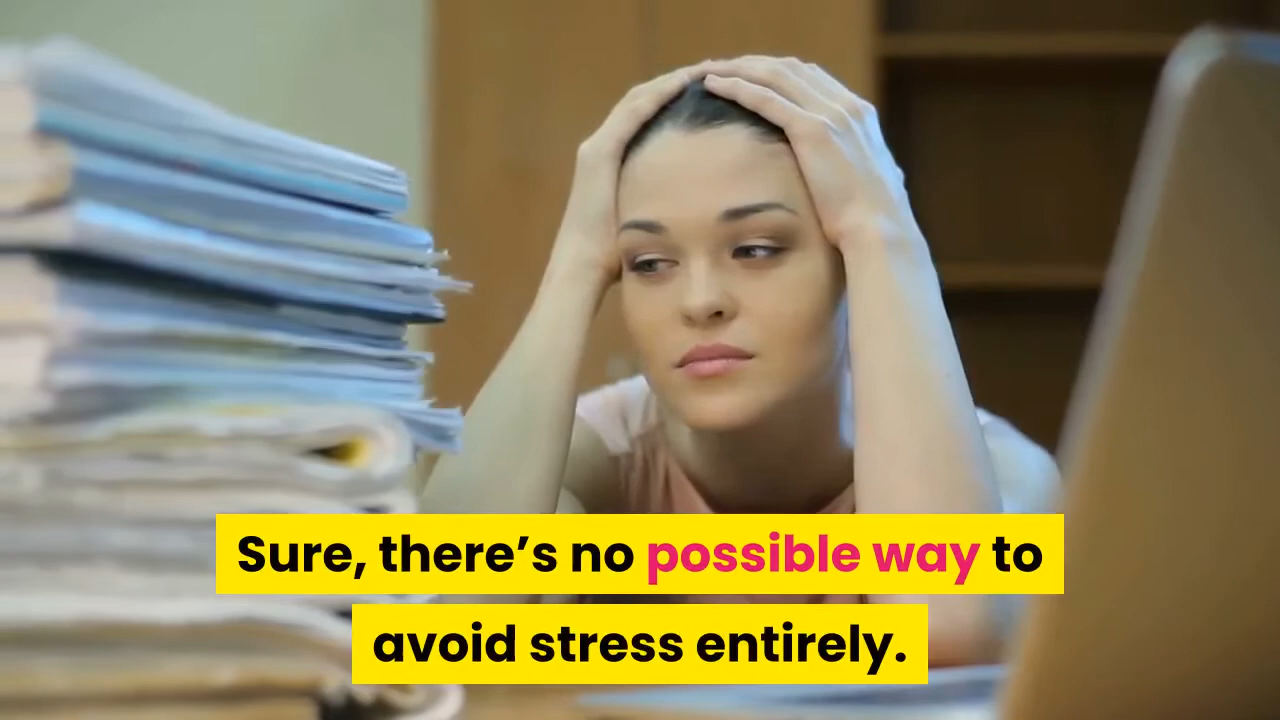 Sure, there’s no possible way to
avoid stress entirely.